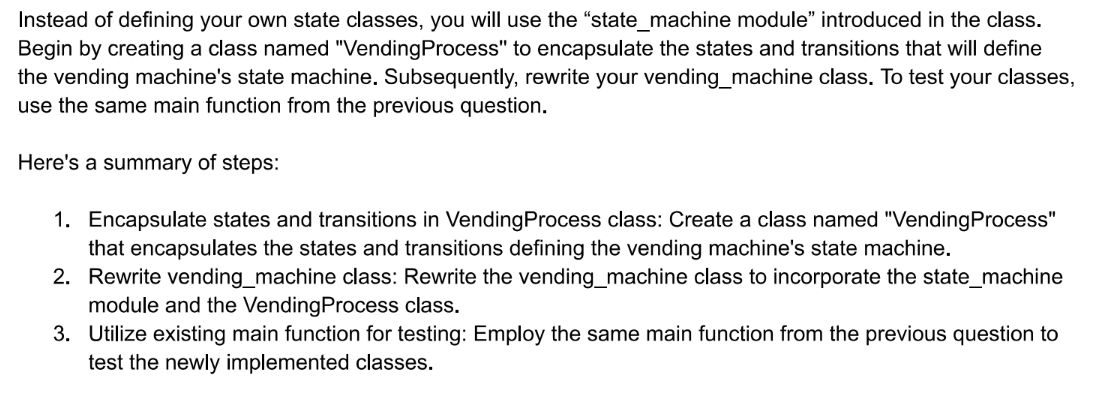 Instead of defining your own state classes, you will use the “state_machine module” introduced in the class.
Begin by creating a class named "VendingProcess" to encapsulate the states and transitions that will define
the vending machine's state machine. Subsequently, rewrite your vending_machine class. To test your classes,
use the same main function from the previous question.
Here's a summary of steps:
1. Encapsulate states and transitions in VendingProcess class: Create a class named "VendingProcess"
that encapsulates the states and transitions defining the vending machine's state machine.
2. Rewrite vending_machine class: Rewrite the vending_machine class to incorporate the state_machine
module and the VendingProcess class.
3. Utilize existing main function for testing: Employ the same main function from the previous question to
test the newly implemented classes.